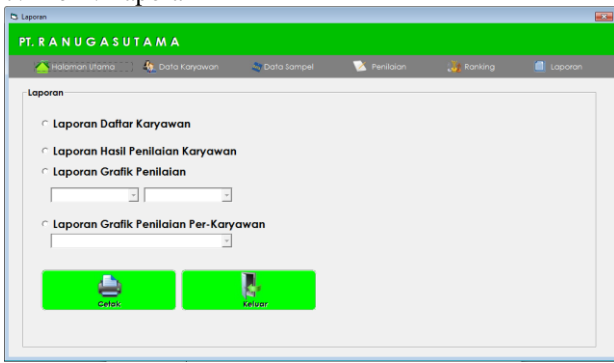 Laporan
PT. R A N U G A S U T A M A
Halaman Utama Data Karyawan Data Sampel Penilaian Ranking Laporan
Laporan
Laporan Daftar Karyawan
Laporan Hasil Penilaian Karyawan
Laporan Grafik Penilaian
Laporan Grafik Penilaian Per-Karyawan
Cetak Keluar